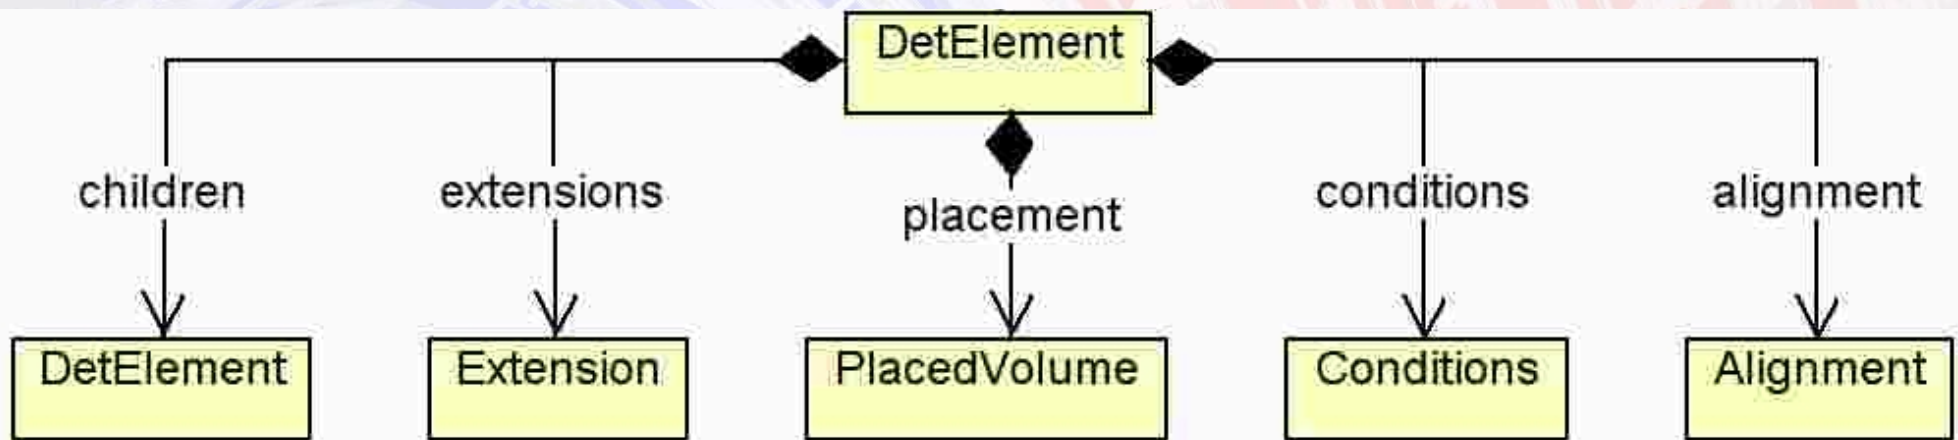 DetElement
children
extensions
placement
conditions
alignment
DetElement
Extension
PlacedVolume
Conditions
Alignment